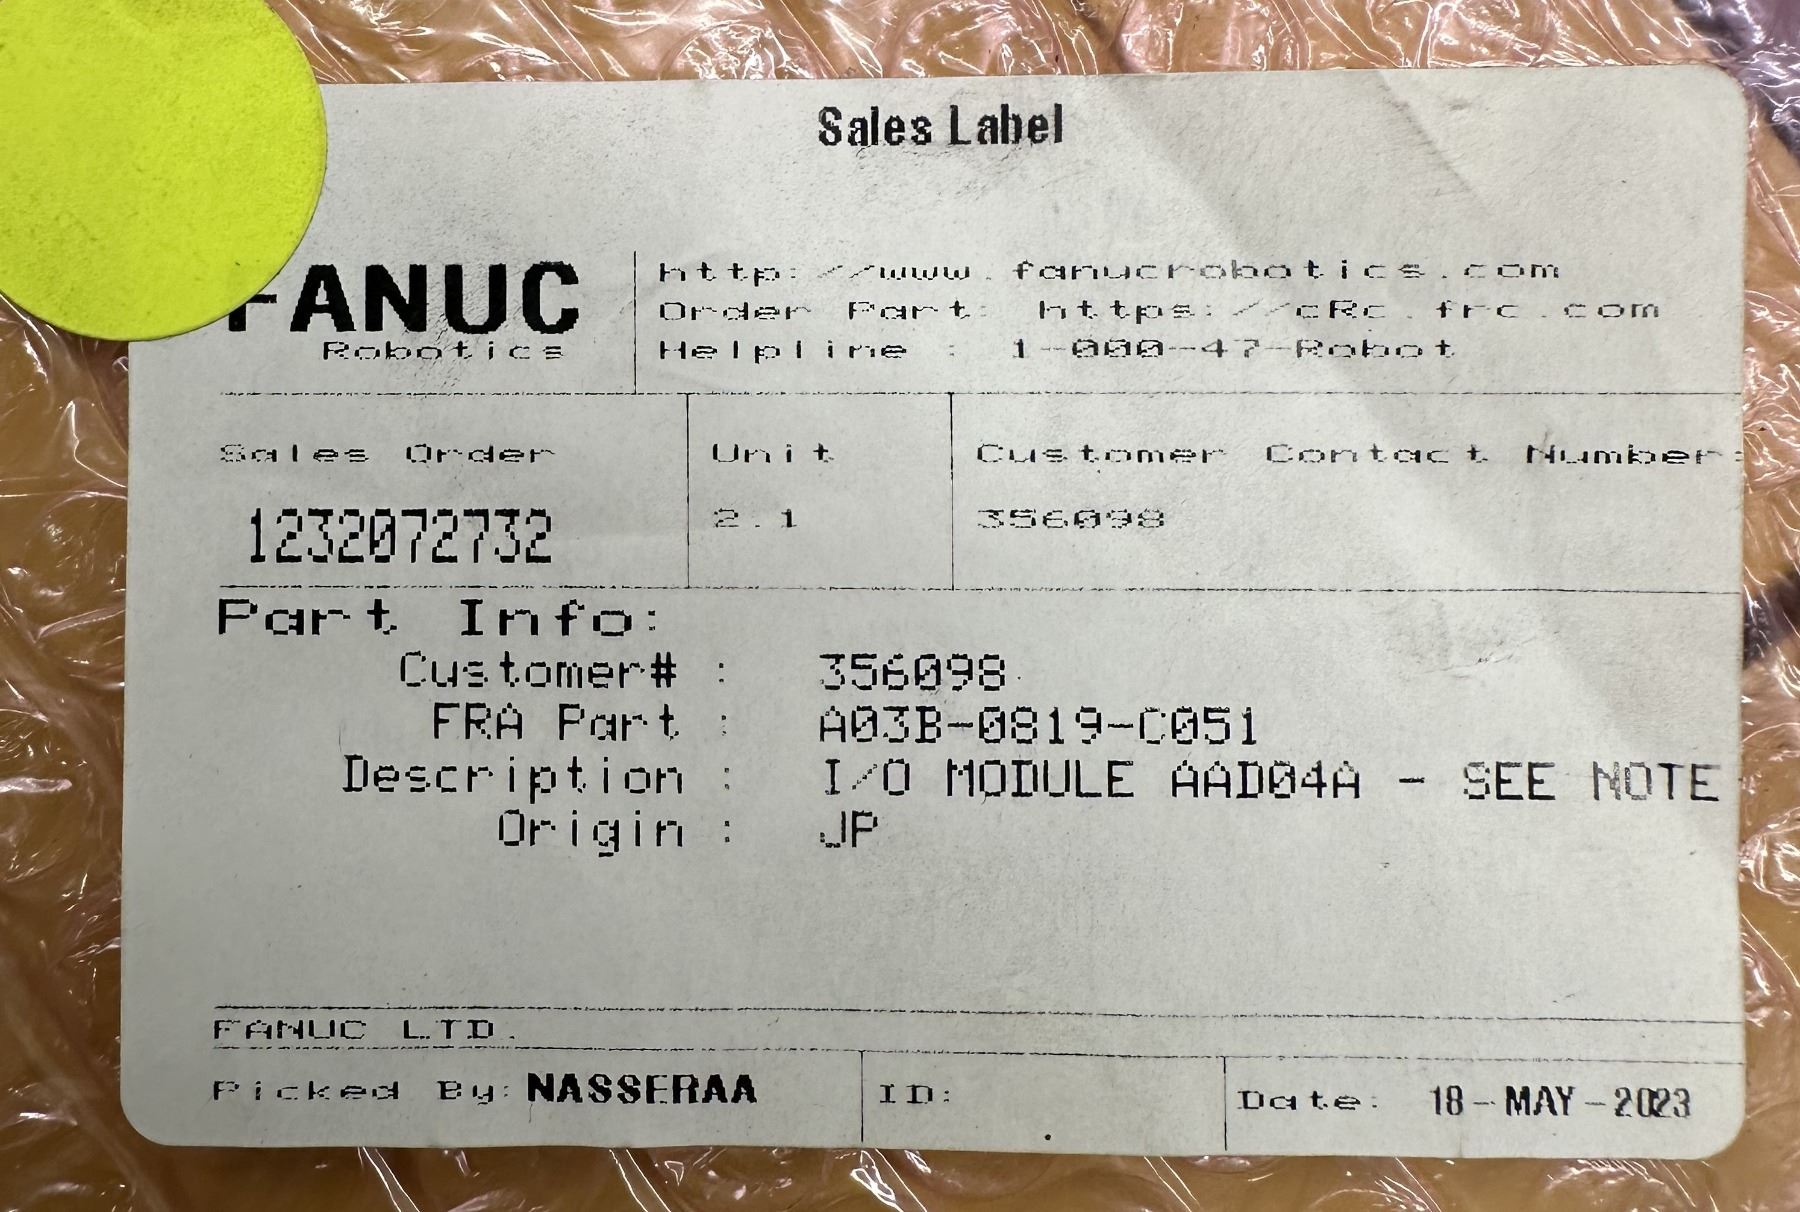 Sales Label
FANUC
Robotics
http://www.fanucrobotics.com
Order Part: https://cRc.frc.com
Helpline : 1-000-47-Robot
Sales Order
Unit
Customer Contact Number:
1232072732
2.1
356098
Part Info:
Customer# : 356098
FRA Part : A03B-0819-C051
Description : I/O MODULE AAD04A - SEE NOTE
Origin : JP
FANUC LTD.
Picked By: NASSERAA
ID:
Date: 18-MAY-2023